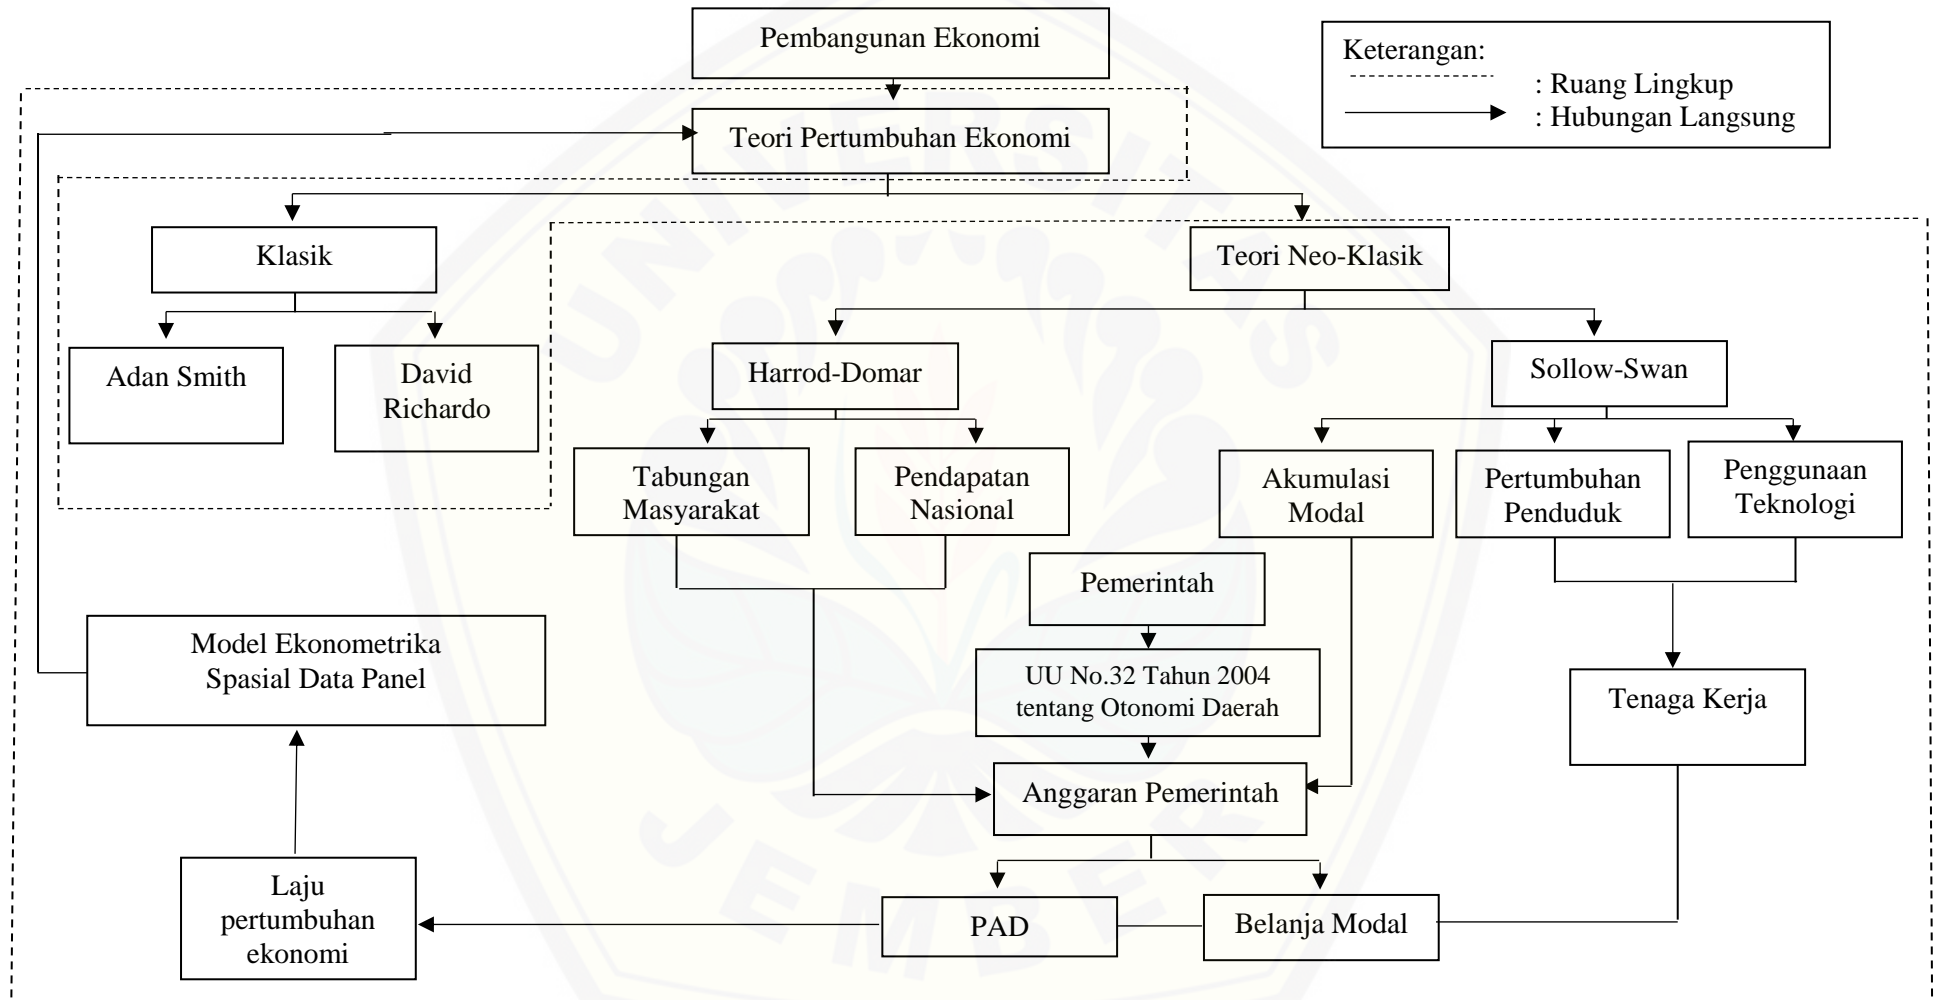 Pembangunan Ekonomi
Keterangan:
: Ruang Lingkup
: Hubungan Langsung
Teori Pertumbuhan Ekonomi
Klasik
Teori Neo-Klasik
Adan Smith
David
Richardo
Harrod-Domar
Sollow-Swan
Tabungan
Masyarakat
Pendapatan
Nasional
Akumulasi
Modal
Pertumbuhan
Penduduk
Penggunaan
Teknologi
Pemerintah
Model Ekonometrika
Spasial Data Panel
UU No.32 Tahun 2004
tentang Otonomi Daerah
Tenaga Kerja
Anggaran Pemerintah
Laju
pertumbuhan
ekonomi
PAD
Belanja Modal
UNIVERSITAS
JEMBER